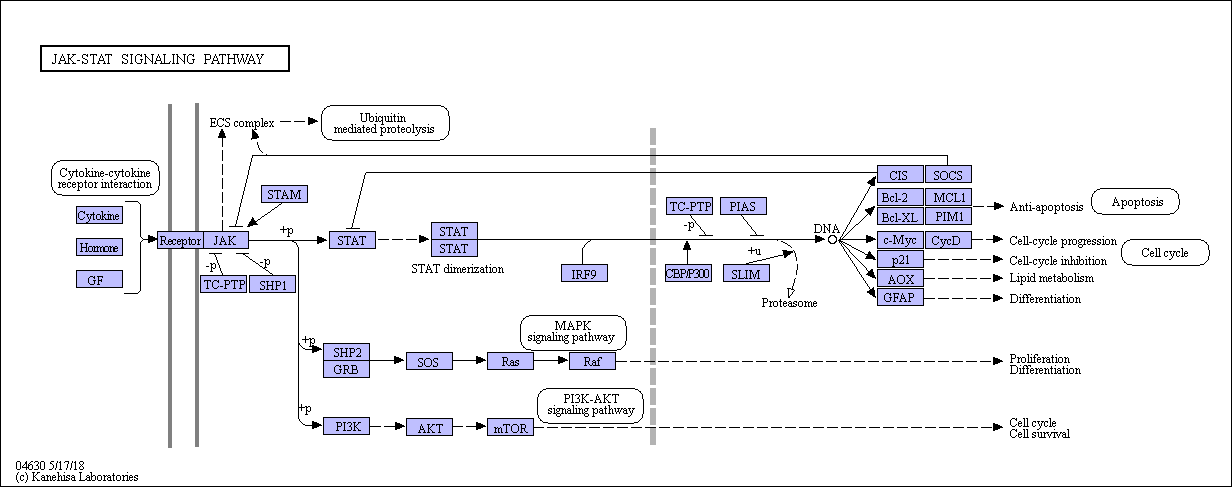 JAK-STAT SIGNALING PATHWAY
ECS complex
Ubiquitin
mediated proteolysis
Cytokine-cytokine
receptor interaction
Cytokine
Hormone
GF
Receptor
JAK
STAM
+p
-p
-p
TC-PTP
SHP1
STAT
STAT
STAT
STAT dimerization
IRF9
TC-PTP
PIAS
-p
+u
CBP/P300
SLIM
Proteasome
DNA
CIS
SOCS
Bcl-2
MCL1
Bcl-XL
PIM1
c-Myc
CycD
p21
AOX
GFAP
Anti-apoptosis
Apoptosis
Cell-cycle progression
Cell-cycle inhibition
Cell cycle
Lipid metabolism
Differentiation
+p
SHP2
GRB
SOS
Ras
Raf
MAPK
signaling pathway
Proliferation
Differentiation
+p
PI3K
AKT
mTOR
PI3K-AKT
signaling pathway
Cell cycle
Cell survival
04630 5/17/18
(c) Kanehisa Laboratories